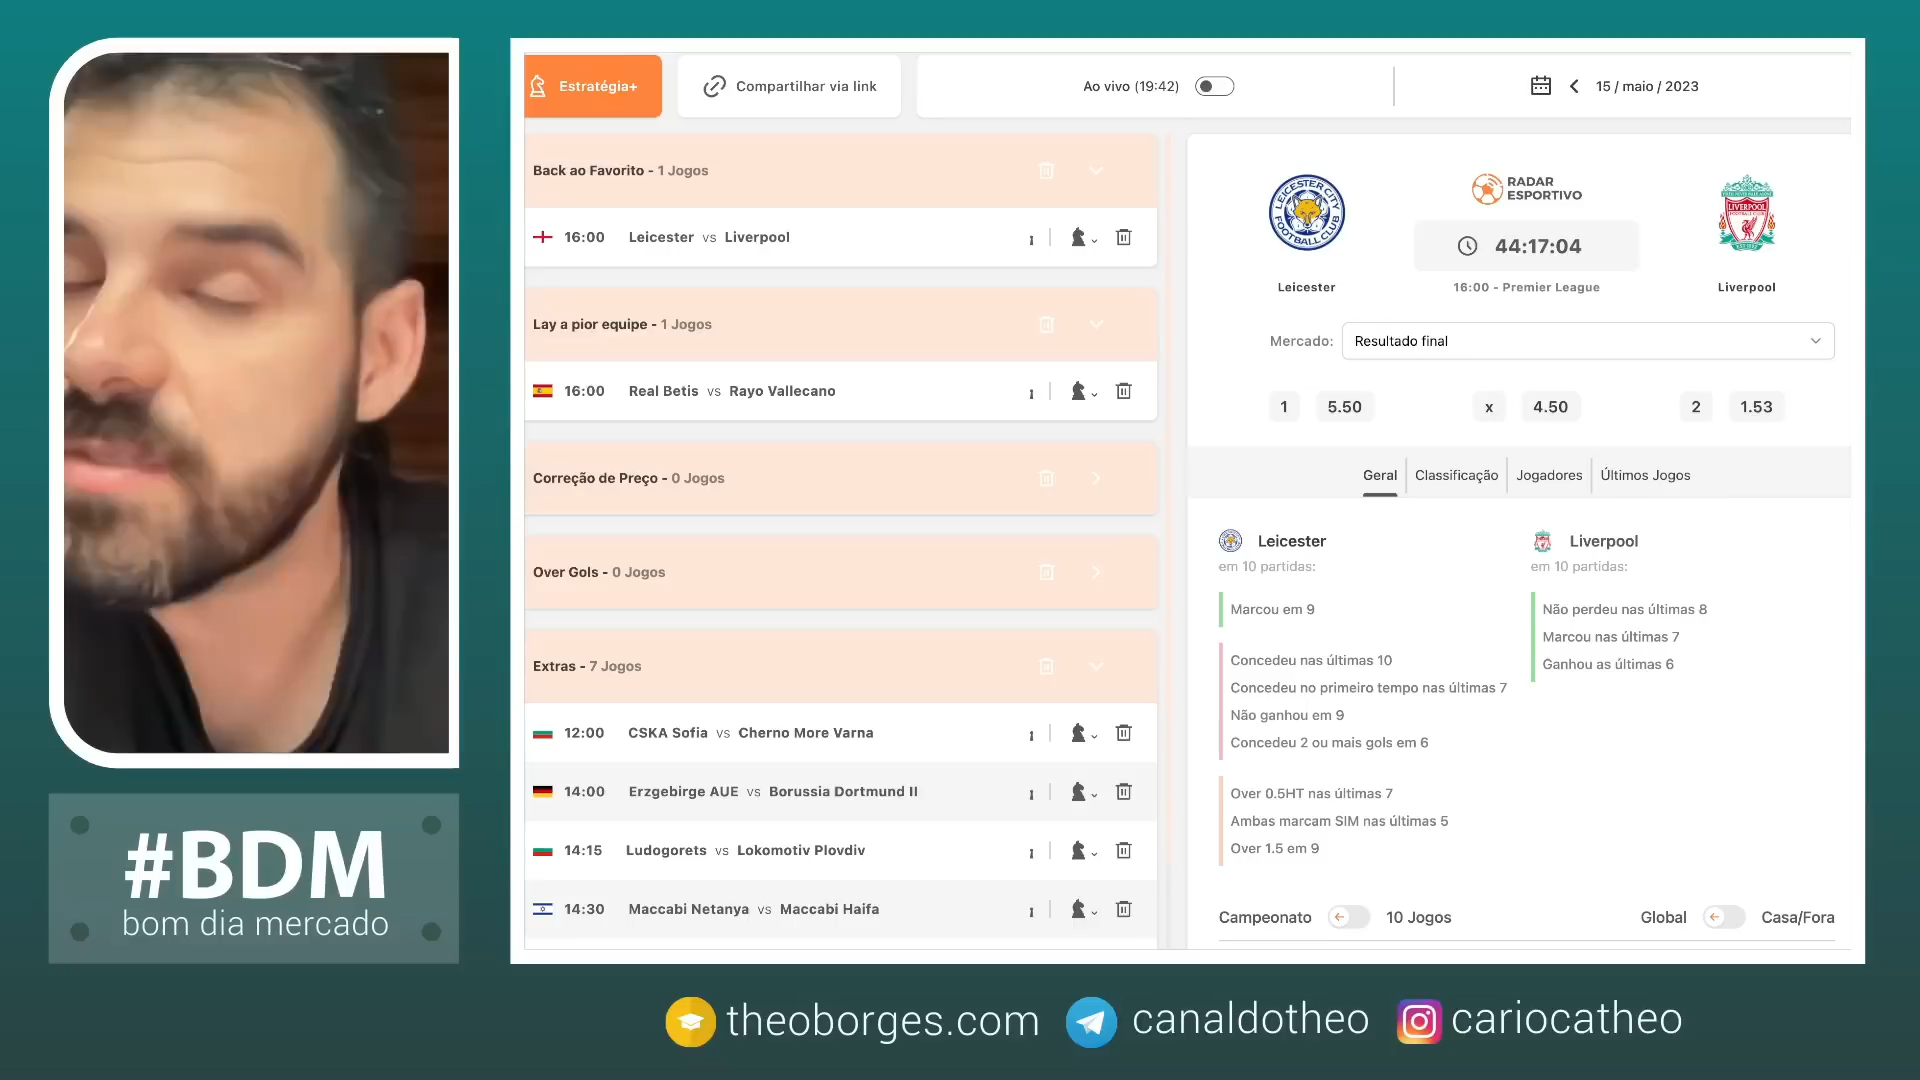 Estratégia+
Compartilhar via link
Ao vivo (19:42)
15 / maio / 2023
Back ao Favorito - 1 Jogos
16:00 Leicester vs Liverpool
Lay a pior equipe - 1 Jogos
16:00 Real Betis vs Rayo Vallecano
Correção de Preço - 0 Jogos
Over Gols - 0 Jogos
Extras - 7 Jogos
12:00 CSKA Sofia vs Cherno More Varna
14:00 Erzgebirge AUE vs Borussia Dortmund II
14:15 Ludogorets vs Lokomotiv Plovdiv
14:30 Maccabi Netanya vs Maccabi Haifa
RADAR
ESPORTIVO
44:17:04
Leicester
16:00 - Premier League
Liverpool
Mercado: Resultado final
1 5.50 x 4.50 2 1.53
Geral Classificação Jogadores Últimos Jogos
Leicester
em 10 partidas:
Marcou em 9
Concedeu nas últimas 10
Concedeu no primeiro tempo nas últimas 7
Não ganhou em 9
Concedeu 2 ou mais gols em 6
Over 0.5HT nas últimas 7
Ambas marcam SIM nas últimas 5
Over 1.5 em 9
Liverpool
em 10 partidas:
Não perdeu nas últimas 8
Marcou nas últimas 7
Ganhou as últimas 6
Campeonato 10 Jogos
Global Casa/Fora
#BDM
bom dia mercado
theoborges.com
canaldotheo
cariocatheo